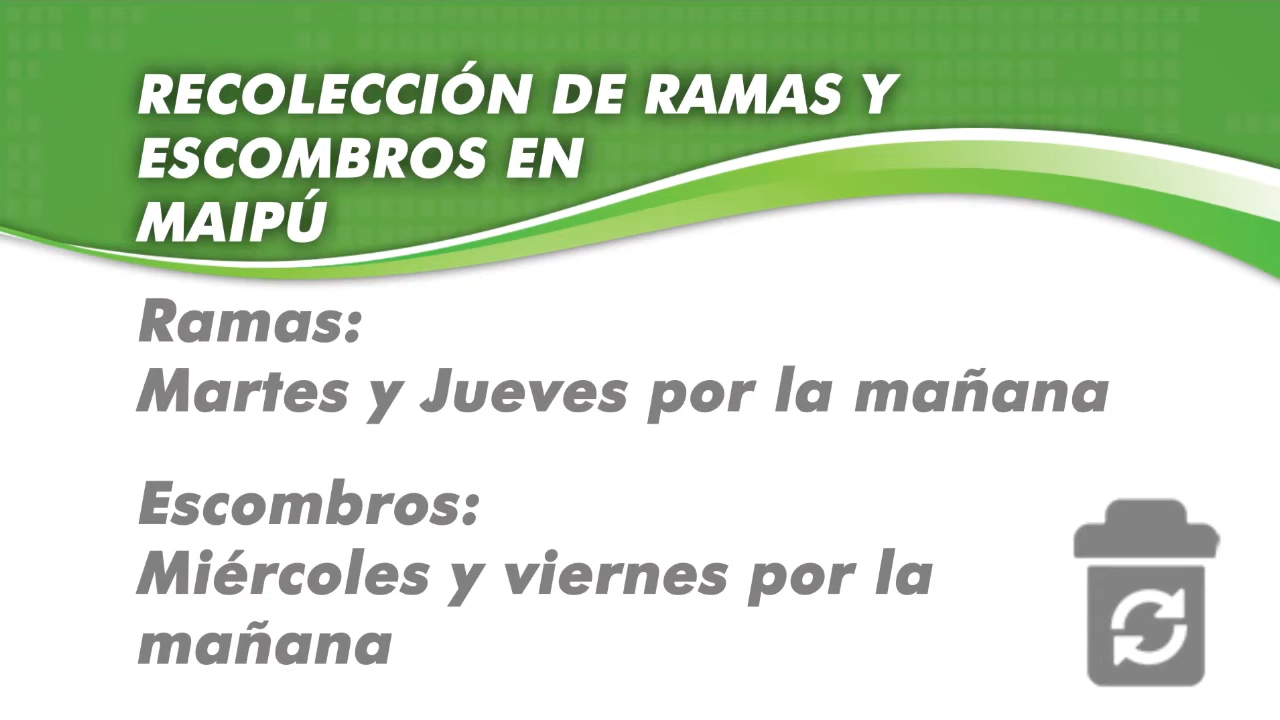 RECOLECCIÓN DE RAMAS Y
ESCOMBROS EN
MAIPÚ
Ramas:
Martes y Jueves por la mañana
Escombros:
Miércoles y viernes por la
mañana